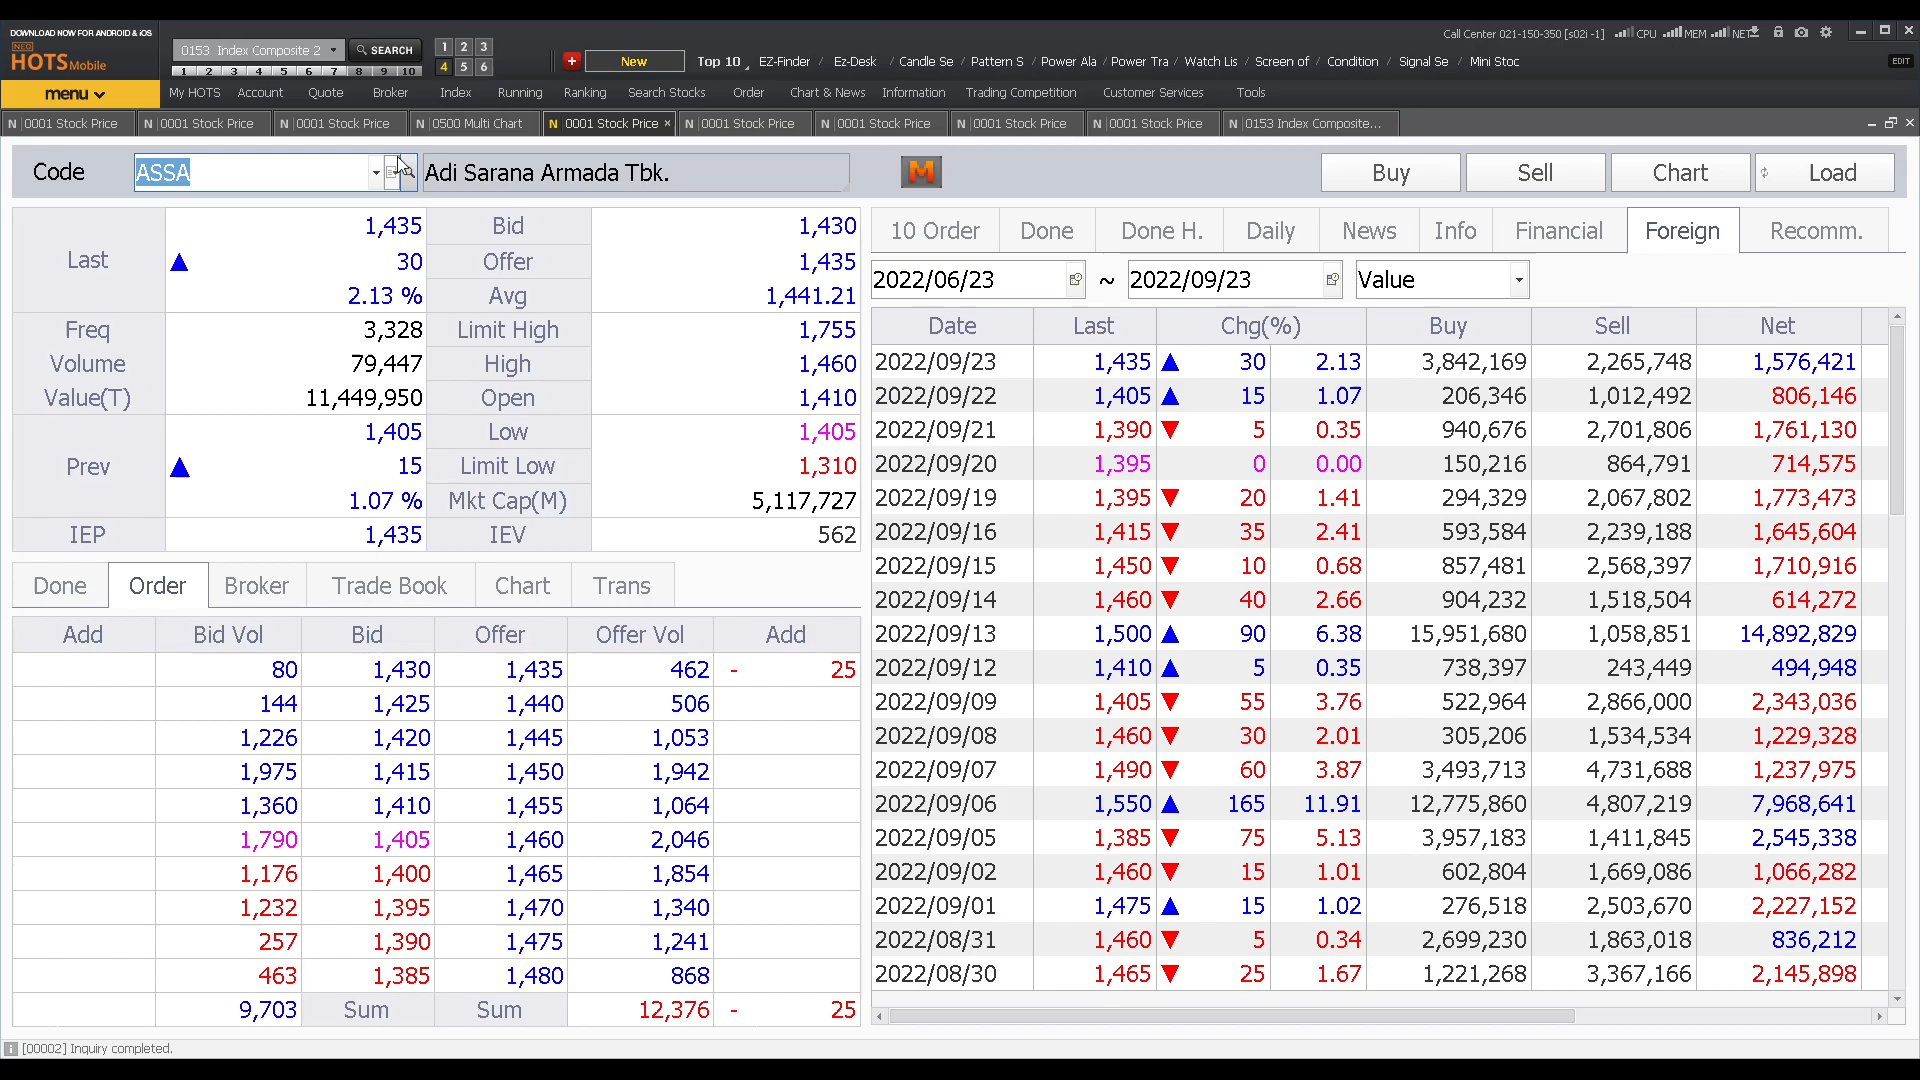 DOWNLOAD NOW FOR ANDROID & iOS
NEO
HOTS Mobile
0153 Index Composite 2 SEARCH
1 2 3 4 5 6 7 8 9 10
1 2 3
4 5 6
New
Top 10 EZ-Finder / Ez-Desk / Candle Se / Pattern S / Power Ala / Power Tra / Watch Lis / Screen of / Condition / Signal Se / Mini Stoc
Call Center 021-150-350 [s02i -1] CPU MEM NET
EDIT
menu My HOTS Account Quote Broker Index Running Ranking Search Stocks Order Chart & News Information Trading Competition Customer Services Tools
N 0001 Stock Price N 0001 Stock Price N 0001 Stock Price N 0500 Multi Chart N 0001 Stock Price × N 0001 Stock Price N 0001 Stock Price N 0001 Stock Price N 0001 Stock Price N 0153 Index Composite...
Code ASSA Adi Sarana Armada Tbk. M Buy Sell Chart Load
Last 1,435 Bid 1,430
▲ 30 Offer 1,435
2.13 % Avg 1,441.21
Freq 3,328 Limit High 1,755
Volume 79,447 High 1,460
Value(T) 11,449,950 Open 1,410
Prev 1,405 Low 1,405
▲ 15 Limit Low 1,310
1.07 % Mkt Cap(M) 5,117,727
IEP 1,435 IEV 562
Done Order Broker Trade Book Chart Trans
Add Bid Vol Bid Offer Offer Vol Add
80 1,430 1,435 462 - 25
144 1,425 1,440 506
1,226 1,420 1,445 1,053
1,975 1,415 1,450 1,942
1,360 1,410 1,455 1,064
1,790 1,405 1,460 2,046
1,176 1,400 1,465 1,854
1,232 1,395 1,470 1,340
257 1,390 1,475 1,241
463 1,385 1,480 868
9,703 Sum Sum 12,376 - 25
10 Order Done Done H. Daily News Info Financial Foreign Recomm.
2022/06/23 ~ 2022/09/23 Value
Date Last Chg(%) Buy Sell Net
2022/09/23 1,435 ▲ 30 2.13 3,842,169 2,265,748 1,576,421
2022/09/22 1,405 ▲ 15 1.07 206,346 1,012,492 806,146
2022/09/21 1,390 ▼ 5 0.35 940,676 2,701,806 1,761,130
2022/09/20 1,395 0 0.00 150,216 864,791 714,575
2022/09/19 1,395 ▼ 20 1.41 294,329 2,067,802 1,773,473
2022/09/16 1,415 ▼ 35 2.41 593,584 2,239,188 1,645,604
2022/09/15 1,450 ▼ 10 0.68 857,481 2,568,397 1,710,916
2022/09/14 1,460 ▼ 40 2.66 904,232 1,518,504 614,272
2022/09/13 1,500 ▲ 90 6.38 15,951,680 1,058,851 14,892,829
2022/09/12 1,410 ▲ 5 0.35 738,397 243,449 494,948
2022/09/09 1,405 ▼ 55 3.76 522,964 2,866,000 2,343,036
2022/09/08 1,460 ▼ 30 2.01 305,206 1,534,534 1,229,328
2022/09/07 1,490 ▼ 60 3.87 3,493,713 4,731,688 1,237,975
2022/09/06 1,550 ▲ 165 11.91 12,775,860 4,807,219 7,968,641
2022/09/05 1,385 ▼ 75 5.13 3,957,183 1,411,845 2,545,338
2022/09/02 1,460 ▼ 15 1.01 602,804 1,669,086 1,066,282
2022/09/01 1,475 ▲ 15 1.02 276,518 2,503,670 2,227,152
2022/08/31 1,460 ▼ 5 0.34 2,699,230 1,863,018 836,212
2022/08/30 1,465 ▼ 25 1.67 1,221,268 3,367,166 2,145,898
[00002] Inquiry completed.